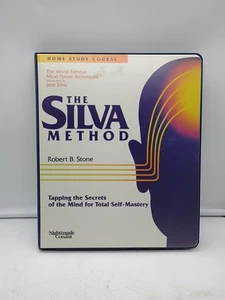 HOME STUDY COURSE
The World Famous
Mind Power Techniques
José Silva
THE
SILVA
METHOD
Robert B. Stone
Tapping the Secrets
of the Mind for Total Self-Mastery
Nightingale
Conant